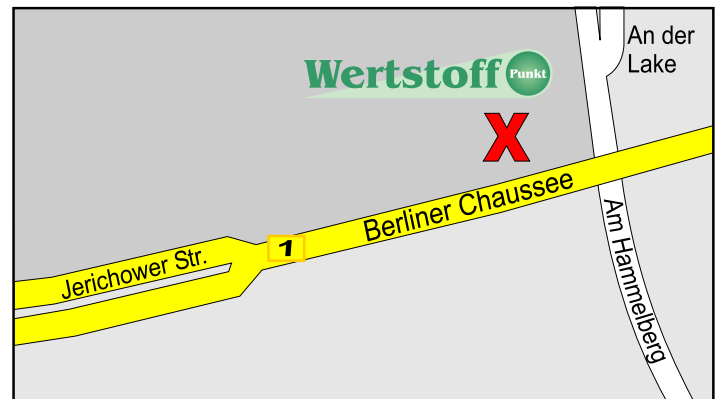 An der
Lake
Wertstoff Punkt
X
Berliner Chaussee
1
Jerichower Str.
Am Hammelberg